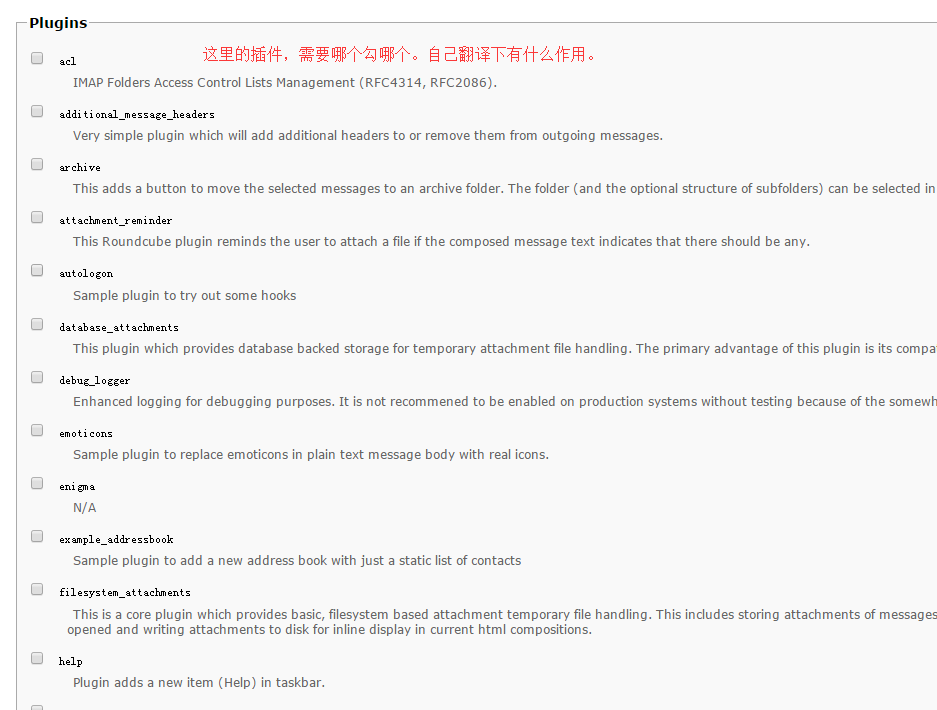 Plugins
acl
这里的插件，需要哪个勾哪个。自己翻译下有什么作用。
IMAP Folders Access Control Lists Management (RFC4314, RFC2086).
additional_message_headers
Very simple plugin which will add additional headers to or remove them from outgoing messages.
archive
This adds a button to move the selected messages to an archive folder. The folder (and the optional structure of subfolders) can be selected in
attachment_reminder
This Roundcube plugin reminds the user to attach a file if the composed message text indicates that there should be any.
autologon
Sample plugin to try out some hooks
database_attachments
This plugin which provides database backed storage for temporary attachment file handling. The primary advantage of this plugin is its compa
debug_logger
Enhanced logging for debugging purposes. It is not recommened to be enabled on production systems without testing because of the somewh
emoticons
Sample plugin to replace emoticons in plain text message body with real icons.
enigma
N/A
example_addressbook
Sample plugin to add a new address book with just a static list of contacts
filesystem_attachments
This is a core plugin which provides basic, filesystem based attachment temporary file handling. This includes storing attachments of messages
opened and writing attachments to disk for inline display in current html compositions.
help
Plugin adds a new item (Help) in taskbar.